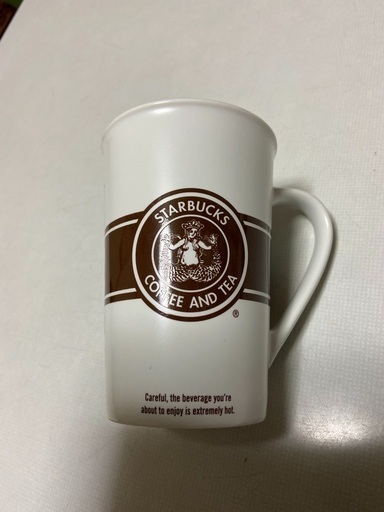 STARBUCKS
COFFEE AND TEA
®
Careful, the beverage you're
about to enjoy is extremely hot.